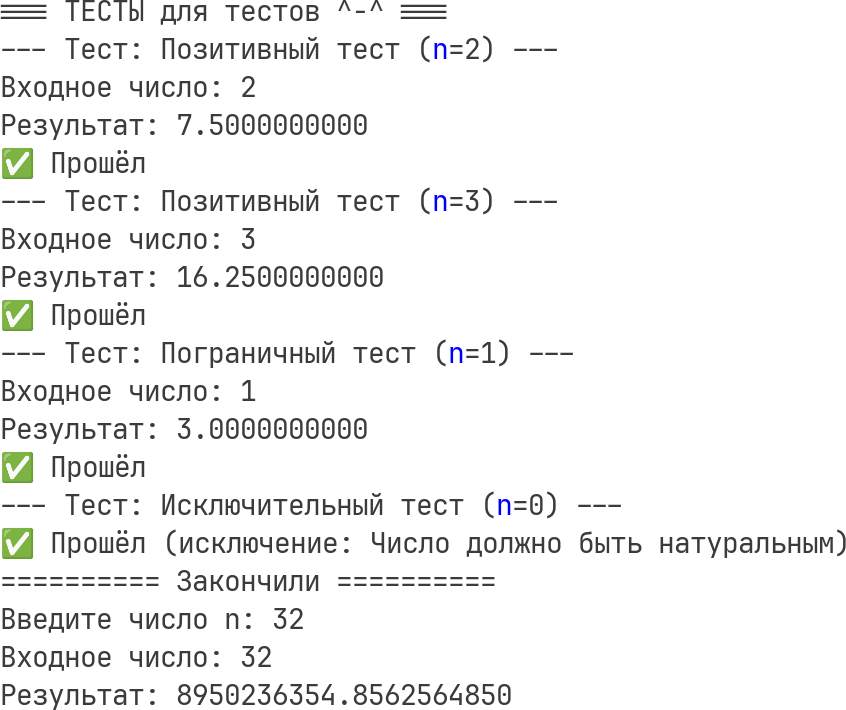 === ТЕСТЫ для тестов ^-^ ===
--- Тест: Позитивный тест (n=2) ---
Входное число: 2
Результат: 7.5000000000
✅ Прошёл
--- Тест: Позитивный тест (n=3) ---
Входное число: 3
Результат: 16.2500000000
✅ Прошёл
--- Тест: Пограничный тест (n=1) ---
Входное число: 1
Результат: 3.0000000000
✅ Прошёл
--- Тест: Исключительный тест (n=0) ---
✅ Прошёл (исключение: Число должно быть натуральным)
========== Закончили ==========
Введите число n: 32
Входное число: 32
Результат: 8950236354.8562564850